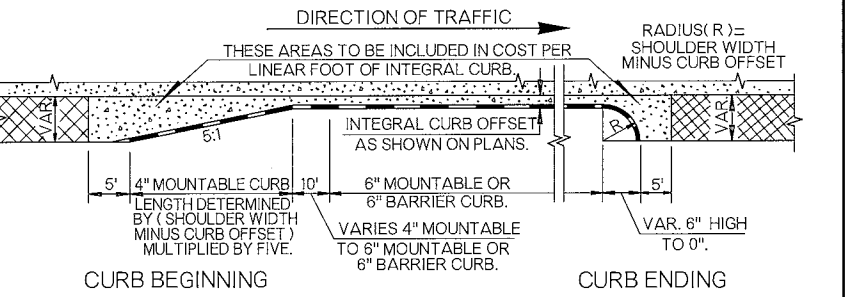 DIRECTION OF TRAFFIC
THESE AREAS TO BE INCLUDED IN COST PER
LINEAR FOOT OF INTEGRAL CURB.
RADIUS(R)=
SHOULDER WIDTH
MINUS CURB OFFSET
VAR.
5:1
INTEGRAL CURB OFFSET
AS SHOWN ON PLANS.
R
VAR.
5'
4" MOUNTABLE CURB
LENGTH DETERMINED
BY (SHOULDER WIDTH
MINUS CURB OFFSET)
MULTIPLIED BY FIVE.
10'
6" MOUNTABLE OR
6" BARRIER CURB.
VARIES 4" MOUNTABLE
TO 6" MOUNTABLE OR
6" BARRIER CURB.
5'
VAR. 6" HIGH
TO 0".
CURB BEGINNING
CURB ENDING